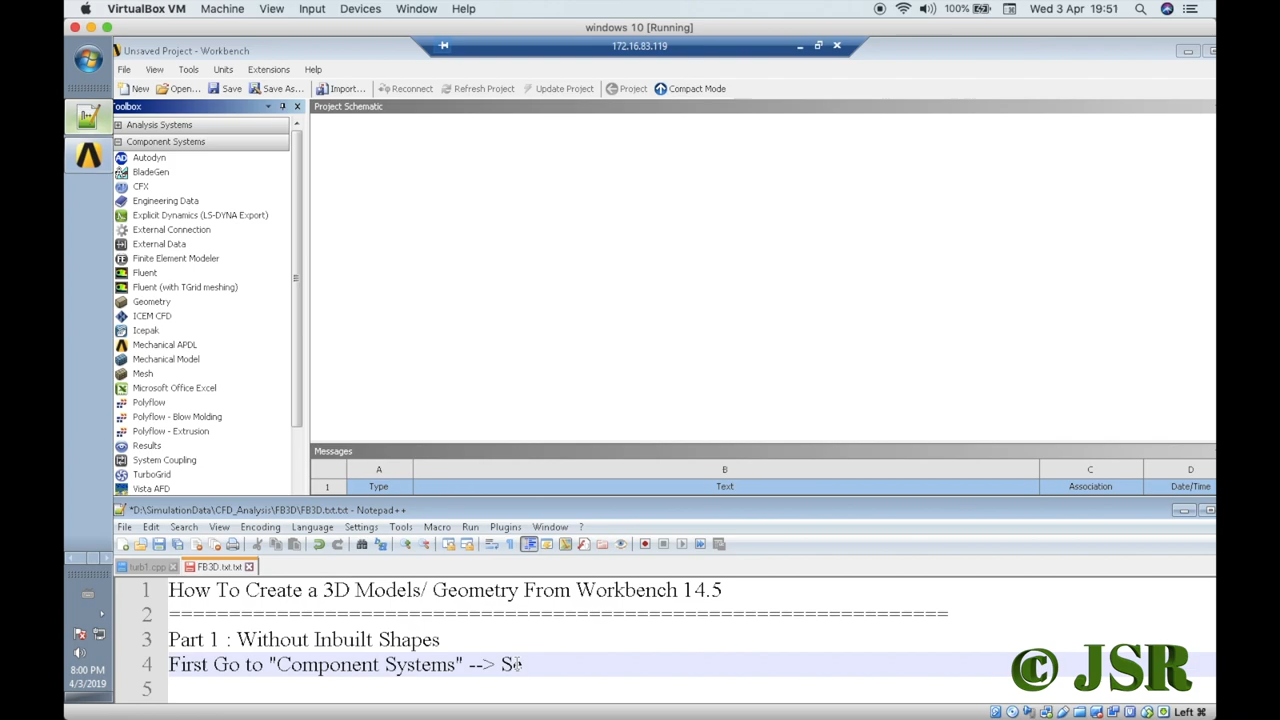 VirtualBox VM Machine View Input Devices Window Help 100% Wed 3 Apr 19:51
windows 10 [Running]
Unsaved Project - Workbench
172.16.83.119
File View Tools Units Extensions Help
New Open... Save Save As... Import... Reconnect Refresh Project Update Project Project Compact Mode
Toolbox
Project Schematic
Analysis Systems
Component Systems
Autodyn
BladeGen
CFX
Engineering Data
Explicit Dynamics (LS-DYNA Export)
External Connection
External Data
Finite Element Modeler
Fluent
Fluent (with TGrid meshing)
Geometry
ICEM CFD
Icepak
Mechanical APDL
Mechanical Model
Mesh
Microsoft Office Excel
Polyflow
Polyflow - Blow Molding
Polyflow - Extrusion
Results
System Coupling
TurboGrid
Vista AFD
Messages
A B C D
1 Type Text Association Date/Time
*D:\SimulationData\CFD_Analysis\FB3D\FB3D.txt.txt - Notepad++
File Edit Search View Encoding Language Settings Tools Macro Run Plugins Window ?
turb1.cpp FB3D.txt.txt
1 How To Create a 3D Models/ Geometry From Workbench 14.5
2 ================================================================
3 Part 1 : Without Inbuilt Shapes
4 First Go to "Component Systems" --> Se
5
8:00 PM
4/3/2019
© JSR
Left ⌘